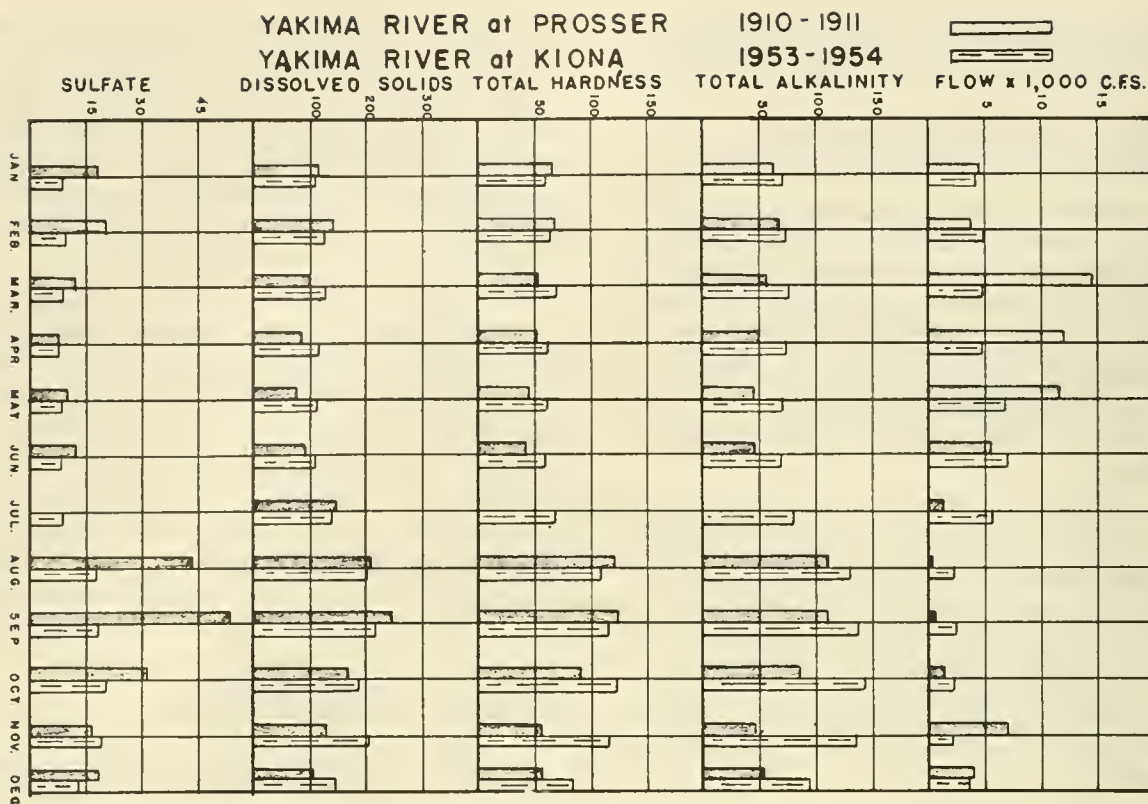 YAKIMA RIVER at PROSSER 1910-1911
YAKIMA RIVER at KIONA 1953-1954
SULFATE DISSOLVED SOLIDS TOTAL HARDNESS TOTAL ALKALINITY FLOW x 1,000 C.F.S.
15 30 45 100 200 300 50 100 150 50 100 150 5 10 15
JAN
FEB.
MAR.
APR.
MAY.
JUN.
JUL.
AUG.
SEP
OCT.
NOV.
DEC